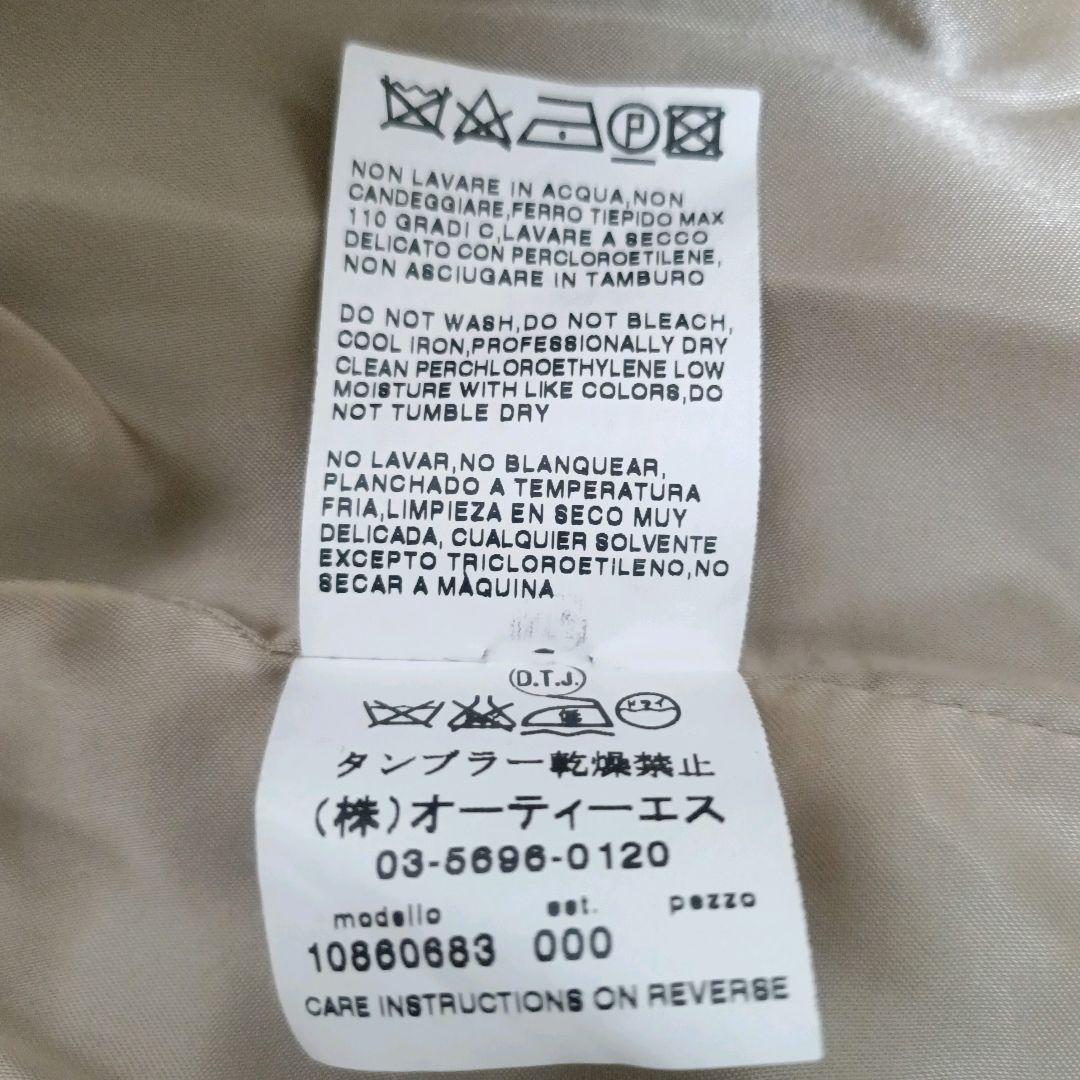 P
NON LAVARE IN ACQUA,NON
CANDEGGIARE,FERRO TIEPIDO MAX
110 GRADI C,LAVARE A SECCO
DELICATO CON PERCLOROETILENE,
NON ASCIUGARE IN TAMBURO
DO NOT WASH,DO NOT BLEACH,
COOL IRON,PROFESSIONALLY DRY
CLEAN PERCHLOROETHYLENE LOW
MOISTURE WITH LIKE COLORS,DO
NOT TUMBLE DRY
NO LAVAR,NO BLANQUEAR,
PLANCHADO A TEMPERATURA
FRIA,LIMPIEZA EN SECO MUY
DELICADA, CUALQUIER SOLVENTE
EXCEPTO TRICLOROETILENO,NO
SECAR A MÀQUINA
D.T.J.
低 ドライ
タンブラー乾燥禁止
(株)オーティーエス
03-5696-0120
modello est. pezzo
10860683 000
CARE INSTRUCTIONS ON REVERSE